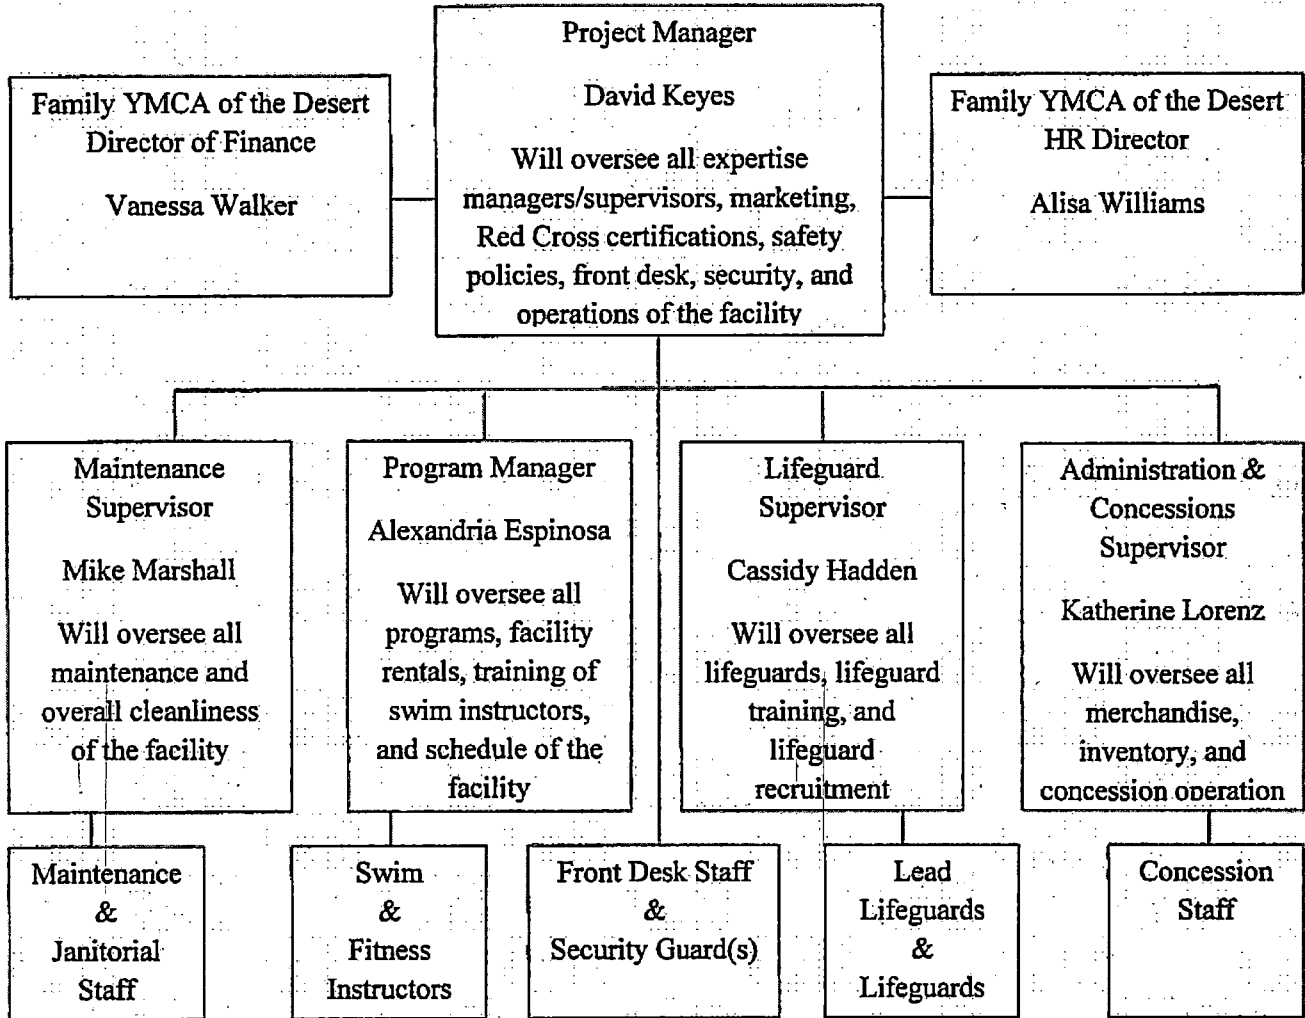 Project Manager
David Keyes
Will oversee all expertise
managers/supervisors, marketing,
Red Cross certifications, safety
policies, front desk, security, and
operations of the facility
Family YMCA of the Desert
Director of Finance
Vanessa Walker
Family YMCA of the Desert
HR Director
Alisa Williams
Maintenance
Supervisor
Mike Marshall
Will oversee all
maintenance and
overall cleanliness
of the facility
Program Manager
Alexandria Espinosa
Will oversee all
programs, facility
rentals, training of
swim instructors,
and schedule of the
facility
Lifeguard
Supervisor
Cassidy Hadden
Will oversee all
lifeguards, lifeguard
training, and
lifeguard
recruitment
Administration &
Concessions
Supervisor
Katherine Lorenz
Will oversee all
merchandise,
inventory, and
concession operation
Maintenance
&
Janitorial
Staff
Swim
&
Fitness
Instructors
Front Desk Staff
&
Security Guard(s)
Lead
Lifeguards
&
Lifeguards
Concession
Staff